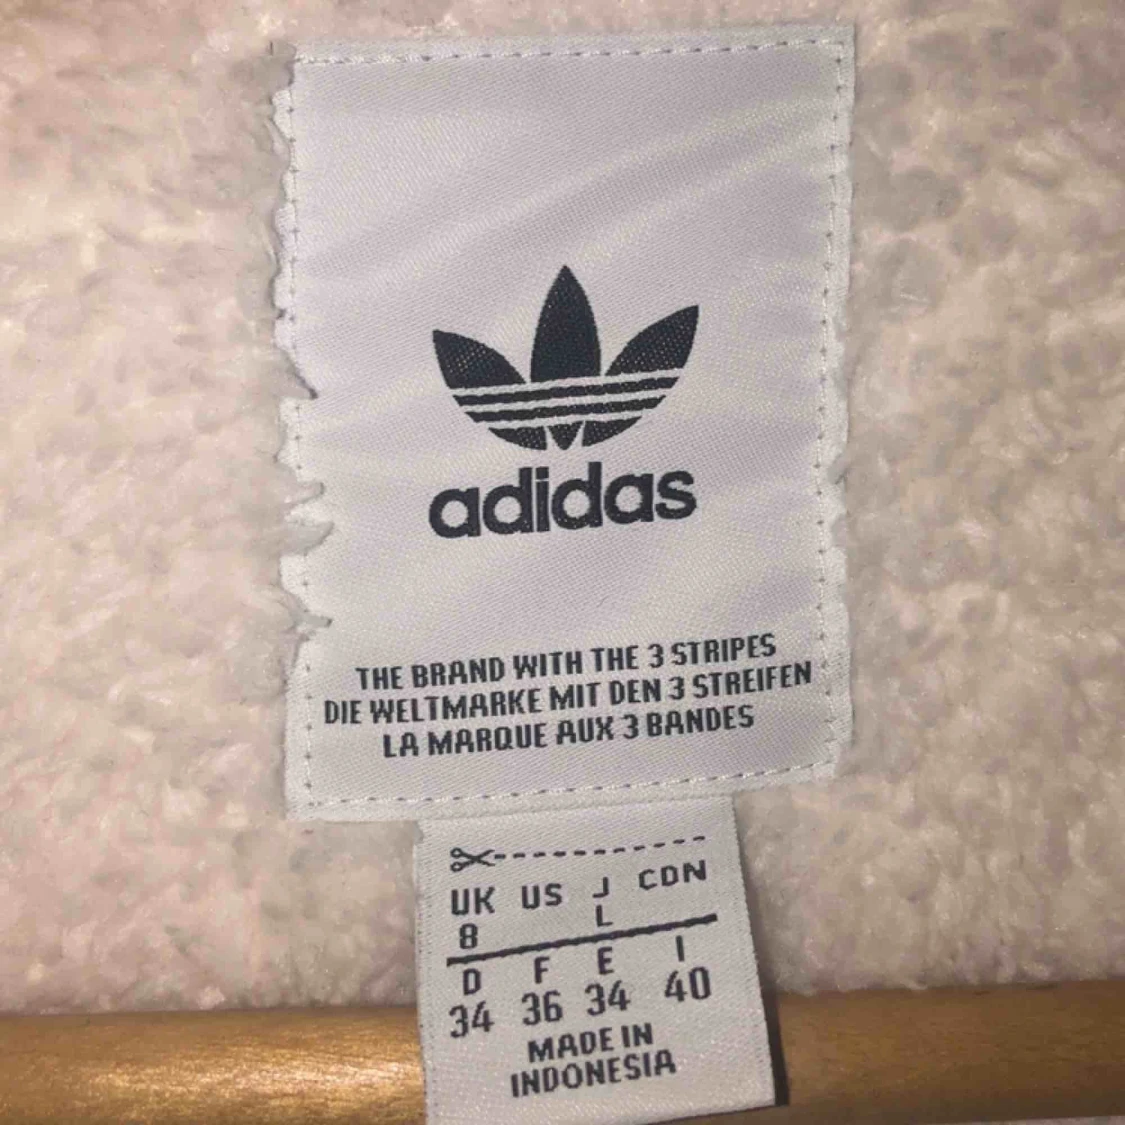 adidas
THE BRAND WITH THE 3 STRIPES
DIE WELTMARKE MIT DEN 3 STREIFEN
LA MARQUE AUX 3 BANDES
UK US J CDN
8 L
D F E I
34 36 34 40
MADE IN
INDONESIA